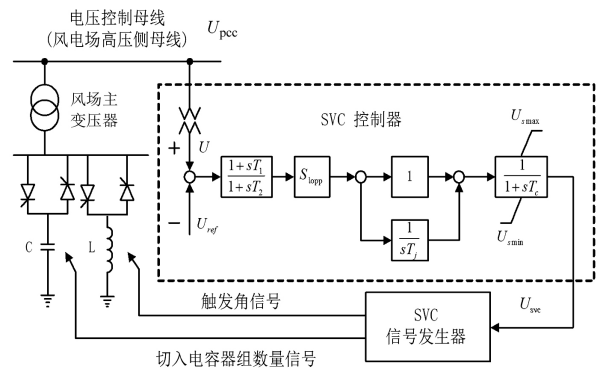 电压控制母线
(风电场高压侧母线)
U_pcc
风场主
变压器
SVC 控制器
U_smax
+
U
1+sT_1
1+sT_2
S_lopp
1
1
1+sT_c
−
U_ref
1
sT_j
U_smin
C
L
触发角信号
SVC
信号发生器
U_svc
切入电容器组数量信号